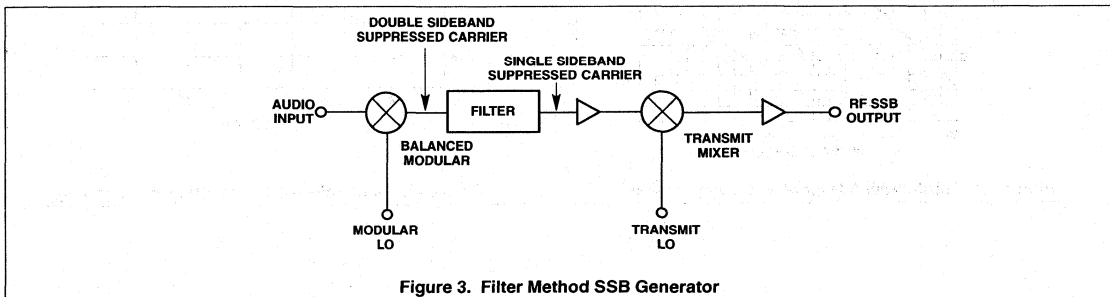 DOUBLE SIDEBAND
SUPPRESSED CARRIER
SINGLE SIDEBAND
SUPPRESSED CARRIER
AUDIO
INPUT
FILTER
RF SSB
OUTPUT
BALANCED
MODULAR
TRANSMIT
MIXER
MODULAR
LO
TRANSMIT
LO
Figure 3. Filter Method SSB Generator